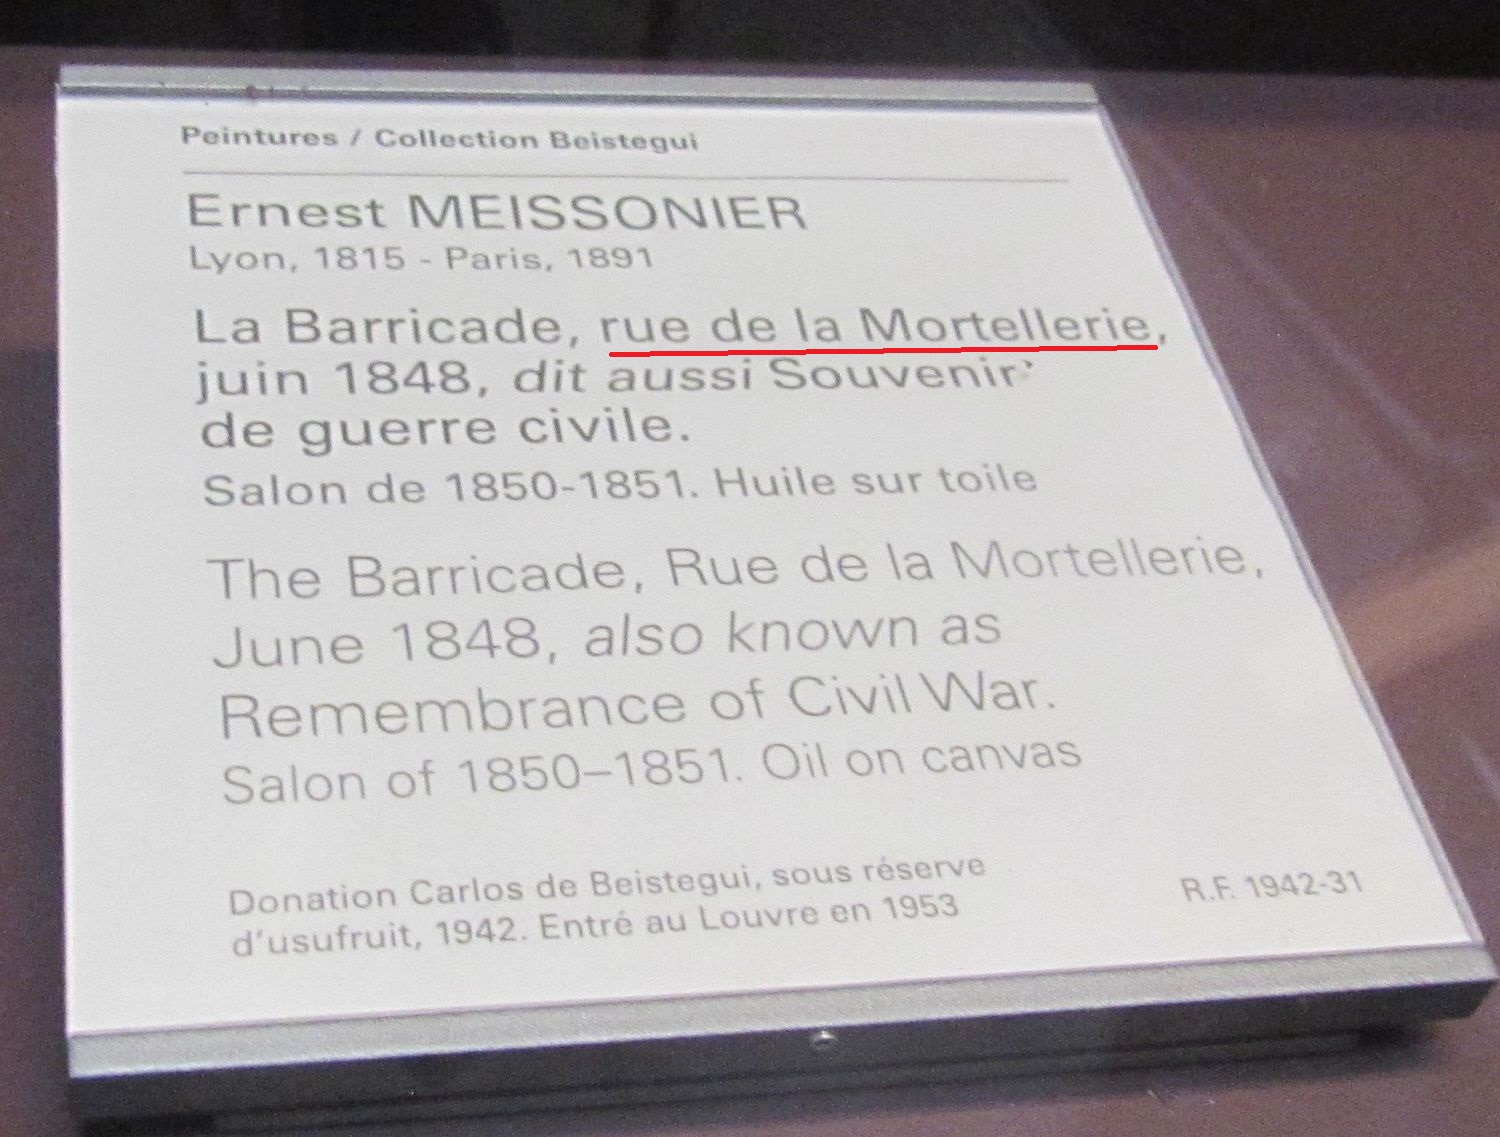 Peintures / Collection Beistegui
Ernest MEISSONIER
Lyon, 1815 - Paris, 1891
La Barricade, rue de la Mortellerie,
juin 1848, dit aussi Souvenir
de guerre civile.
Salon de 1850-1851. Huile sur toile
The Barricade, Rue de la Mortellerie,
June 1848, also known as
Remembrance of Civil War.
Salon of 1850–1851. Oil on canvas
Donation Carlos de Beistegui, sous réserve
d'usufruit, 1942. Entré au Louvre en 1953
R.F. 1942-31